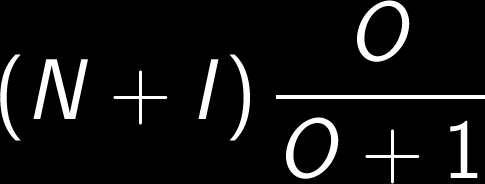 (N + I) O / (O + 1)